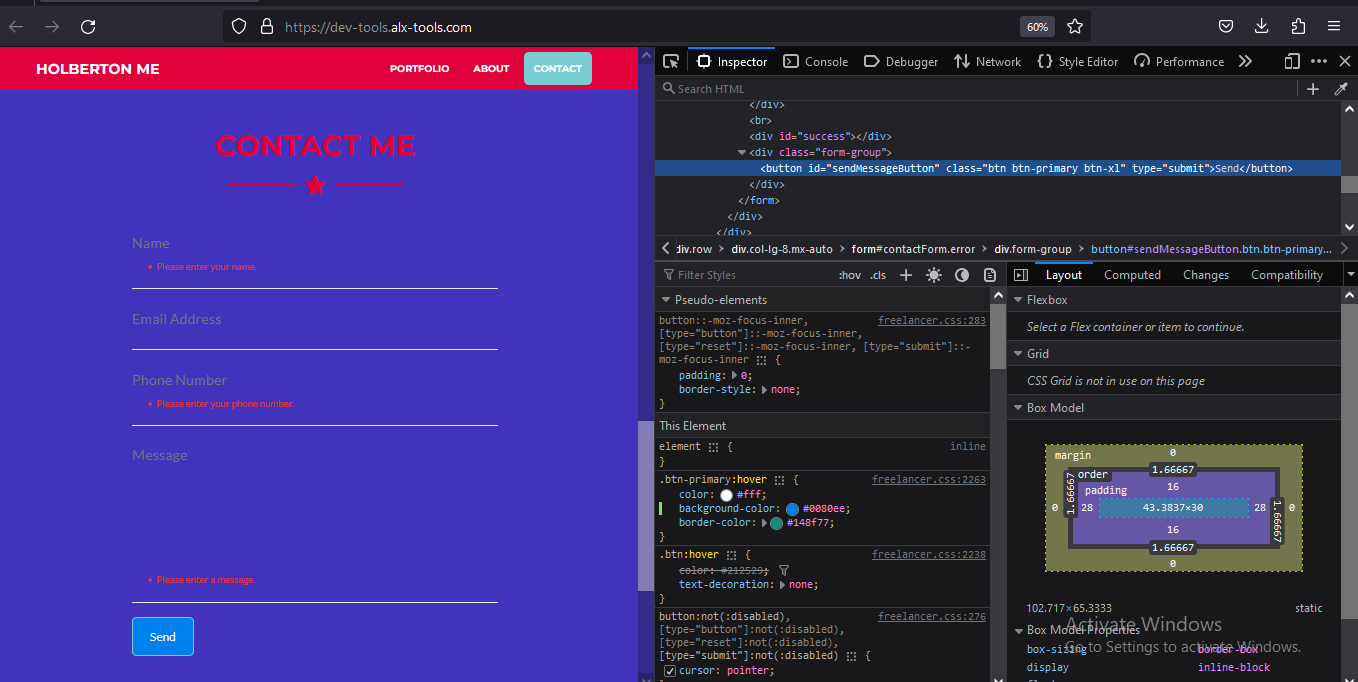 https://dev-tools.alx-tools.com
60%
HOLBERTON ME
PORTFOLIO
ABOUT
CONTACT
CONTACT ME
Name
• Please enter your name.
Email Address
Phone Number
• Please enter your phone number.
Message
• Please enter a message.
Send
Inspector
Console
Debugger
Network
{} Style Editor
Performance
Search HTML
</div>
<br>
<div id="success"></div>
<div class="form-group">
<button id="sendMessageButton" class="btn btn-primary btn-xl" type="submit">Send</button>
</div>
</form>
</div>
</div>
div.row > div.col-lg-8.mx-auto > form#contactForm.error > div.form-group > button#sendMessageButton.btn.btn-primary...
Filter Styles
:hov .cls +
Pseudo-elements
button::-moz-focus-inner, freelancer.css:283
[type="button"]::-moz-focus-inner,
[type="reset"]::-moz-focus-inner, [type="submit"]::-
moz-focus-inner {
padding: 0;
border-style: none;
}
This Element
element { inline
}
.btn-primary:hover { freelancer.css:2263
color: #fff;
background-color: #0080ee;
border-color: #148f77;
}
.btn:hover { freelancer.css:2238
color: #212529;
text-decoration: none;
}
button:not(:disabled), freelancer.css:276
[type="button"]:not(:disabled),
[type="reset"]:not(:disabled),
[type="submit"]:not(:disabled) {
cursor: pointer;
Layout
Computed
Changes
Compatibility
Flexbox
Select a Flex container or item to continue.
Grid
CSS Grid is not in use on this page
Box Model
margin
0
order
1.66667
padding
16
0
1.66667
28
43.3837×30
28
1.66667
0
16
1.66667
0
102.717×65.3333
static
Box Model Properties
box-sizing border-box
display inline-block
Activate Windows
Go to Settings to activate Windows.